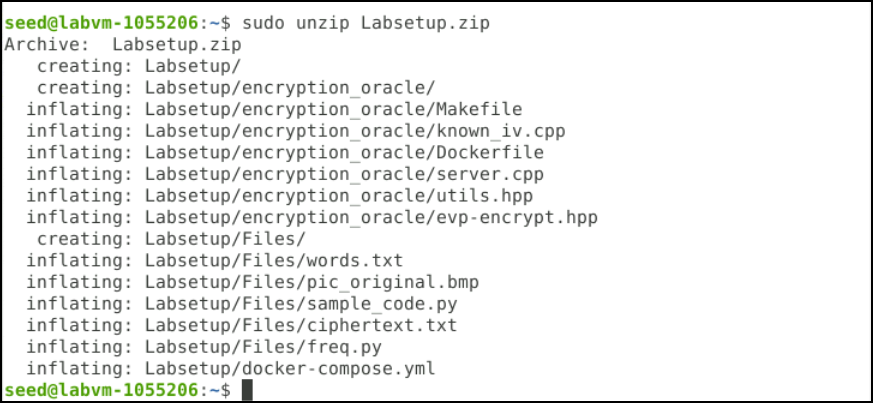 seed@labvm-1055206:~$ sudo unzip Labsetup.zip
Archive:  Labsetup.zip
   creating: Labsetup/
   creating: Labsetup/encryption_oracle/
  inflating: Labsetup/encryption_oracle/Makefile
  inflating: Labsetup/encryption_oracle/known_iv.cpp
  inflating: Labsetup/encryption_oracle/Dockerfile
  inflating: Labsetup/encryption_oracle/server.cpp
  inflating: Labsetup/encryption_oracle/utils.hpp
  inflating: Labsetup/encryption_oracle/evp-encrypt.hpp
   creating: Labsetup/Files/
  inflating: Labsetup/Files/words.txt
  inflating: Labsetup/Files/pic_original.bmp
  inflating: Labsetup/Files/sample_code.py
  inflating: Labsetup/Files/ciphertext.txt
  inflating: Labsetup/Files/freq.py
  inflating: Labsetup/docker-compose.yml
seed@labvm-1055206:~$